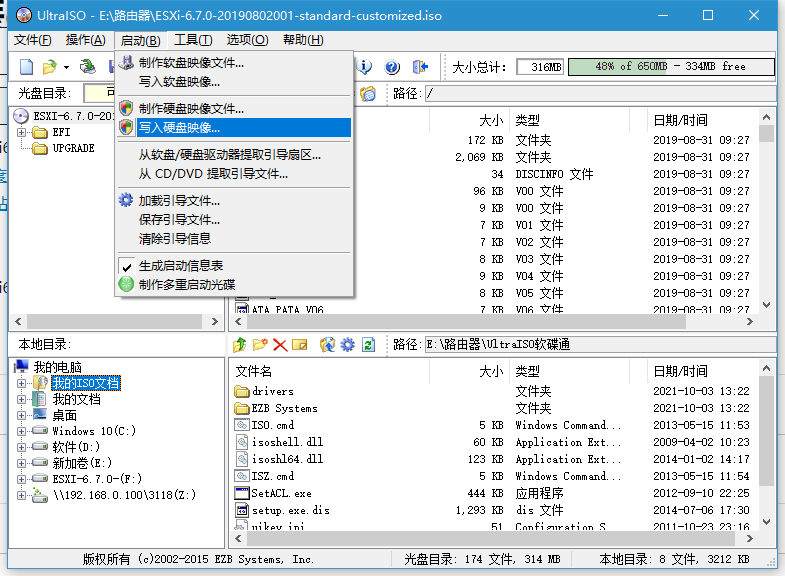 UltraISO - E:\路由器\ESXi-6.7.0-20190802001-standard-customized.iso
文件(F) 操作(A) 启动(B) 工具(T) 选项(O) 帮助(H)
制作软盘映像文件...
写入软盘映像...
制作硬盘映像文件...
写入硬盘映像...
从软盘/硬盘驱动器提取引导扇区...
从 CD/DVD 提取引导文件...
加载引导文件...
保存引导文件...
清除引导信息
生成启动信息表
制作多重启动光碟
大小总计: 316MB 48% of 650MB - 334MB free
光盘目录: 可
路径: /
ESXI-6.7.0-20
EFI
UPGRADE
大小 类型 日期/时间
172 KB 文件夹 2019-08-31 09:27
2,069 KB 文件夹 2019-08-31 09:27
34 DISCINFO 文件 2019-08-31 09:27
96 KB V00 文件 2019-08-31 09:27
9 KB V00 文件 2019-08-31 09:27
7 KB V01 文件 2019-08-31 09:27
7 KB V02 文件 2019-08-31 09:27
8 KB V03 文件 2019-08-31 09:27
9 KB V04 文件 2019-08-31 09:27
8 KB V05 文件 2019-08-31 09:27
ATA_PATA.V06 7 KB V06 文件 2019-08-31 09:27
本地目录:
路径: E:\路由器\UltraISO软碟通
我的电脑
我的ISO文档
我的文档
桌面
Windows 10(C:)
软件(D:)
新加卷(E:)
ESXI-6.7.0-(F:)
\\192.168.0.100\3118(Z:)
文件名 大小 类型 日期/时间
drivers 文件夹 2021-10-03 13:22
EZB Systems 文件夹 2021-10-03 13:22
ISO.cmd 5 KB Windows Command... 2013-05-15 11:53
isoshell.dll 60 KB Application Ext... 2009-04-02 10:23
isoshl64.dll 123 KB Application Ext... 2014-01-02 14:17
ISZ.cmd 5 KB Windows Command... 2013-05-15 11:54
SetACL.exe 444 KB 应用程序 2012-09-10 22:25
setup.exe.dis 1,293 KB dis 文件 2014-07-06 17:30
uikey.ini 51 Configuration S... 2011-10-23 23:16
版权所有 (c)2002-2015 EZB Systems, Inc. 光盘目录: 174 文件, 314 MB 本地目录: 8 文件, 3212 KB